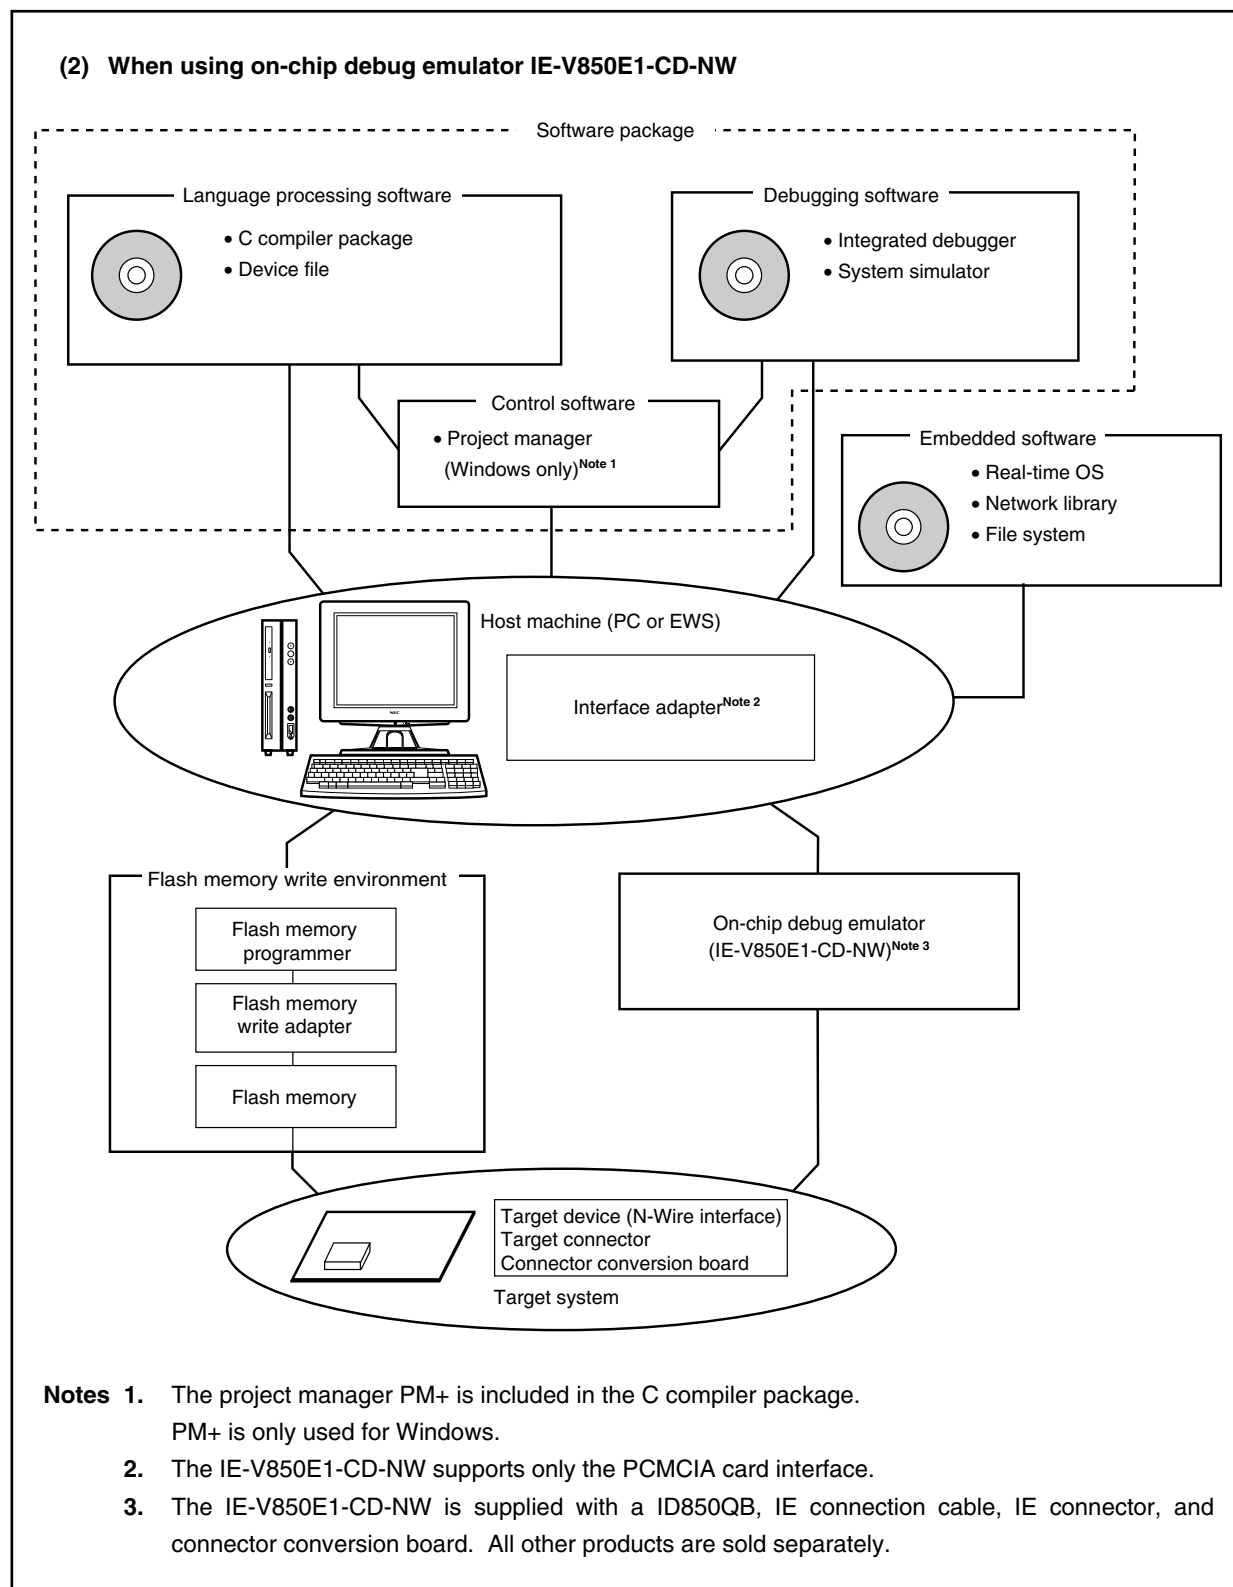 (2) When using on-chip debug emulator IE-V850E1-CD-NW
Software package
Language processing software
• C compiler package
• Device file
Debugging software
• Integrated debugger
• System simulator
Control software
• Project manager
(Windows only)Note 1
Embedded software
• Real-time OS
• Network library
• File system
Host machine (PC or EWS)
Interface adapterNote 2
NEC
Flash memory write environment
Flash memory
programmer
Flash memory
write adapter
Flash memory
On-chip debug emulator
(IE-V850E1-CD-NW)Note 3
Target device (N-Wire interface)
Target connector
Connector conversion board
Target system
Notes 1. The project manager PM+ is included in the C compiler package.
PM+ is only used for Windows.
2. The IE-V850E1-CD-NW supports only the PCMCIA card interface.
3. The IE-V850E1-CD-NW is supplied with a ID850QB, IE connection cable, IE connector, and
connector conversion board. All other products are sold separately.